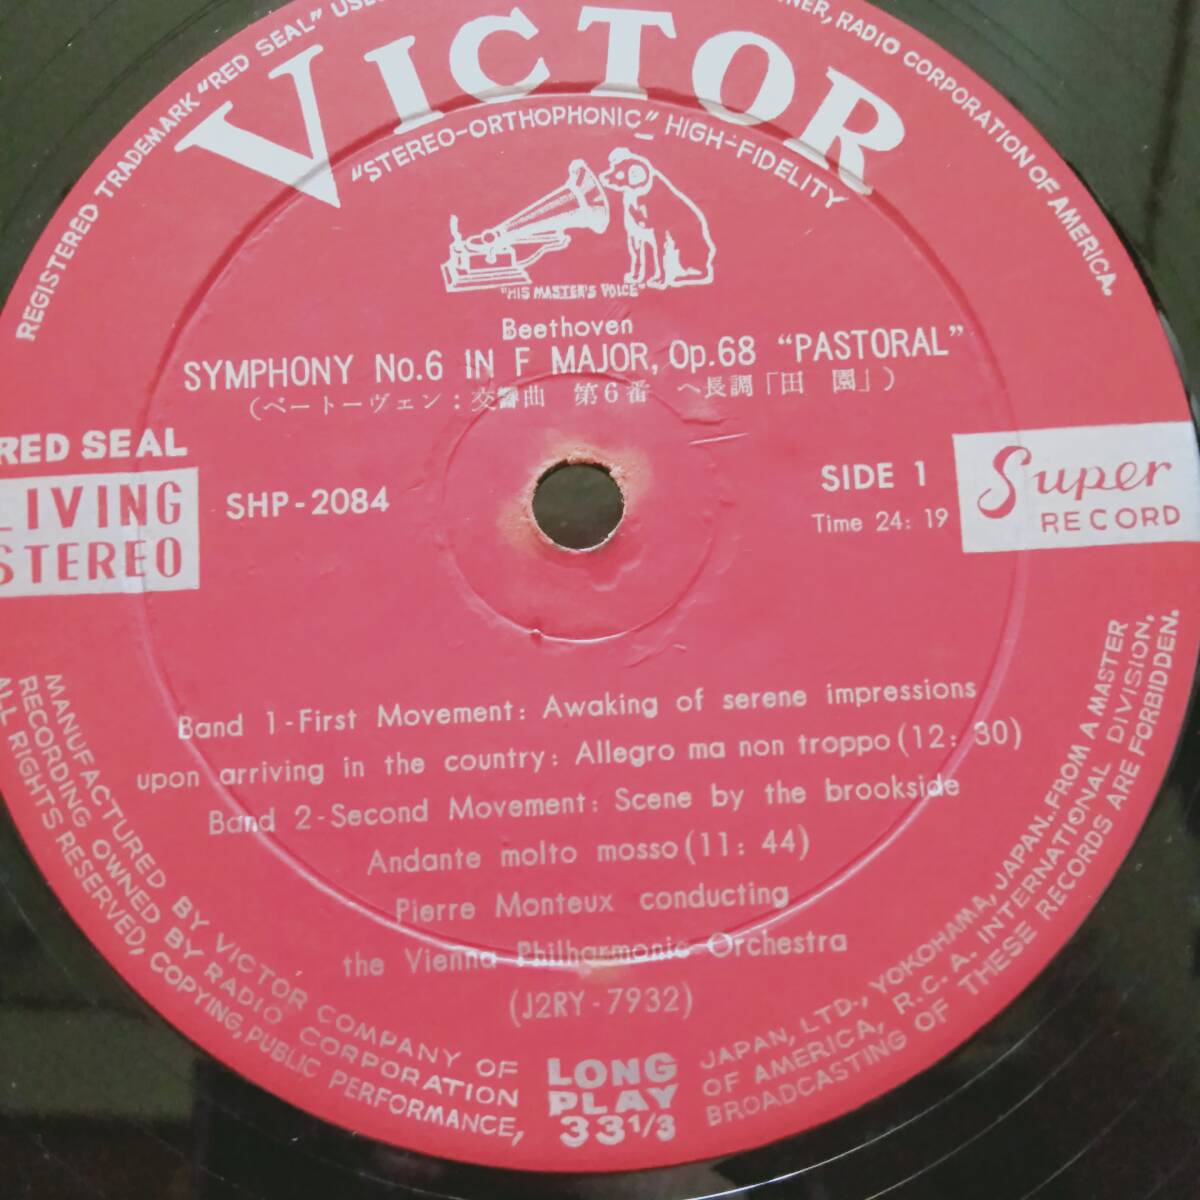 REGISTERED TRADEMARK "RED SEAL" USED
RADIO CORPORATION OF AMERICA.
VICTOR
"STEREO-ORTHOPHONIC" HIGH-FIDELITY
"HIS MASTER'S VOICE"
Beethoven
SYMPHONY No.6 IN F MAJOR, Op.68 "PASTORAL"
(ベートーヴェン：交響曲 第6番 ヘ長調「田 園」)
RED SEAL
LIVING
STEREO
SHP-2084
SIDE 1
Time 24: 19
Super
RECORD
Band 1-First Movement: Awaking of serene impressions
upon arriving in the country: Allegro ma non troppo(12: 30)
Band 2-Second Movement: Scene by the brookside
Andante molto mosso(11: 44)
Pierre Monteux conducting
the Vienna Philharmonic Orchestra
(J2RY-7932)
MANUFACTURED BY VICTOR COMPANY OF JAPAN, LTD., YOKOHAMA, JAPAN. FROM A MASTER
RECORDING OWNED BY RADIO CORPORATION OF AMERICA, R.C.A. INTERNATIONAL DIVISION,
ALL RIGHTS RESERVED, COPYING, PUBLIC PERFORMANCE, BROADCASTING OF THESE RECORDS ARE FORBIDDEN.
LONG
PLAY
33 1/3